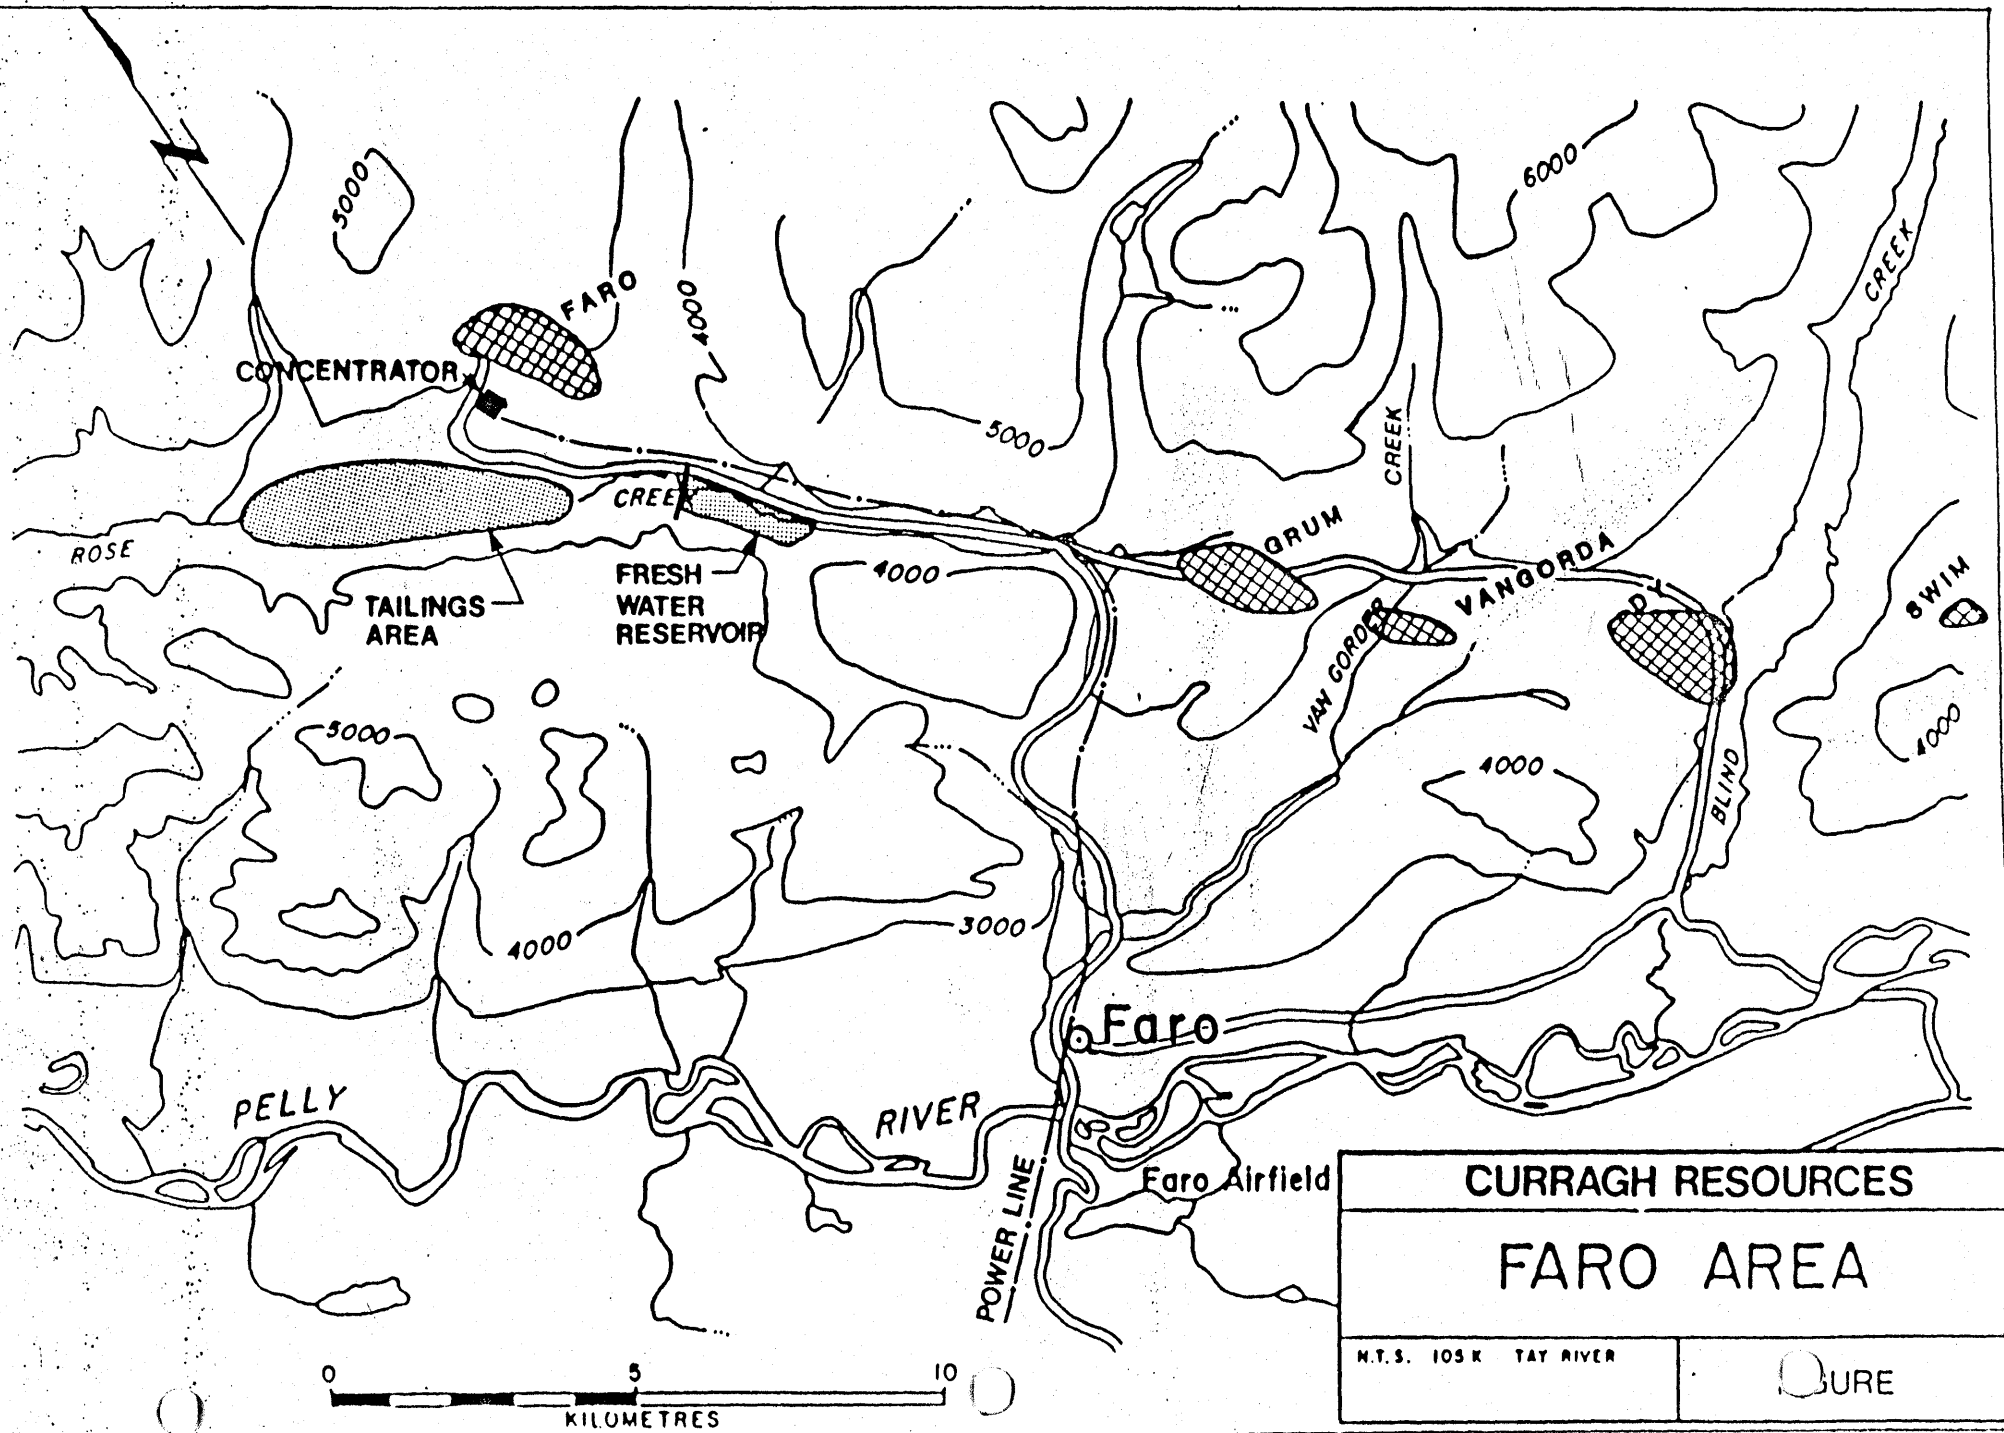 N
6000
5000
CREEK
FARO
4000
CONCENTRATOR
5000
CREEK
CREEK
ROSE
GRUM
VANGORDA
SWIM
DY
4000
FRESH
WATER
RESERVOIR
TAILINGS
AREA
VAN GORDER
5000
4000
4000
BLIND
4000
3000
Faro
PELLY
RIVER
POWER LINE
Faro Airfield
CURRAGH RESOURCES
FARO AREA
N.T.S. 105K TAY RIVER
0 5 10
KILOMETRES